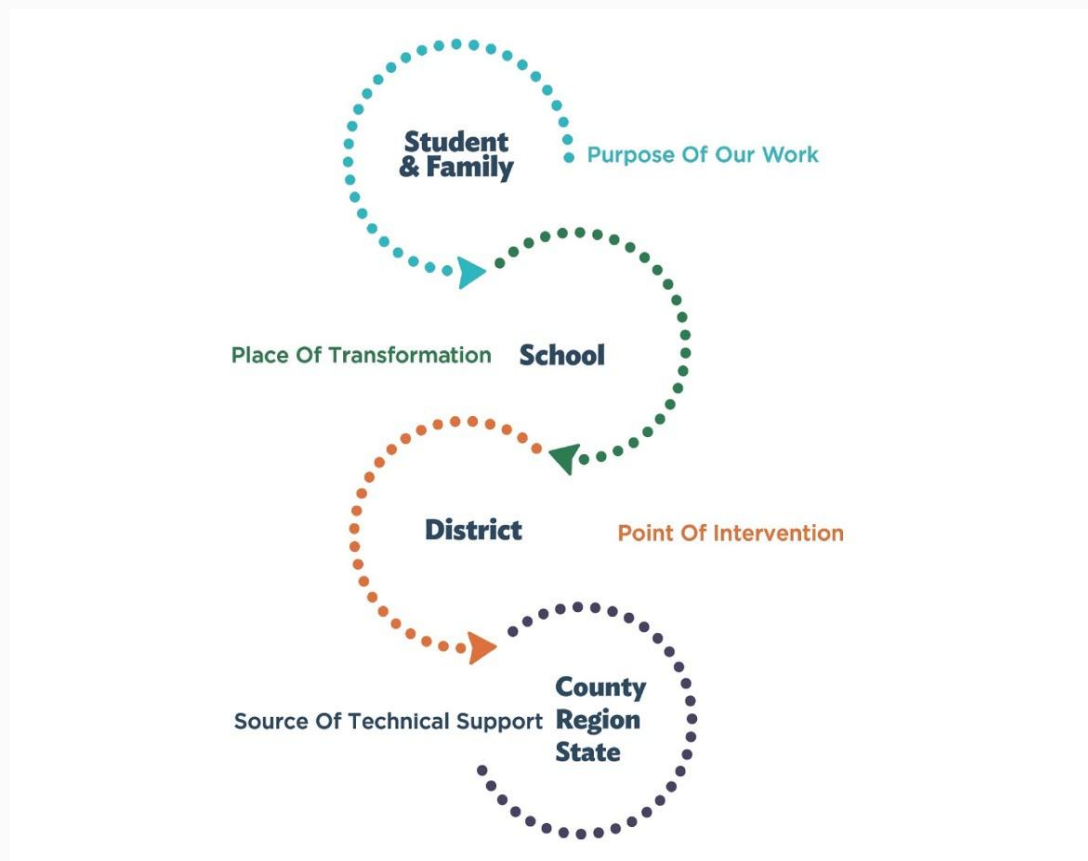 Student
& Family
Purpose Of Our Work
Place Of Transformation
School
District
Point Of Intervention
Source Of Technical Support
County
Region
State